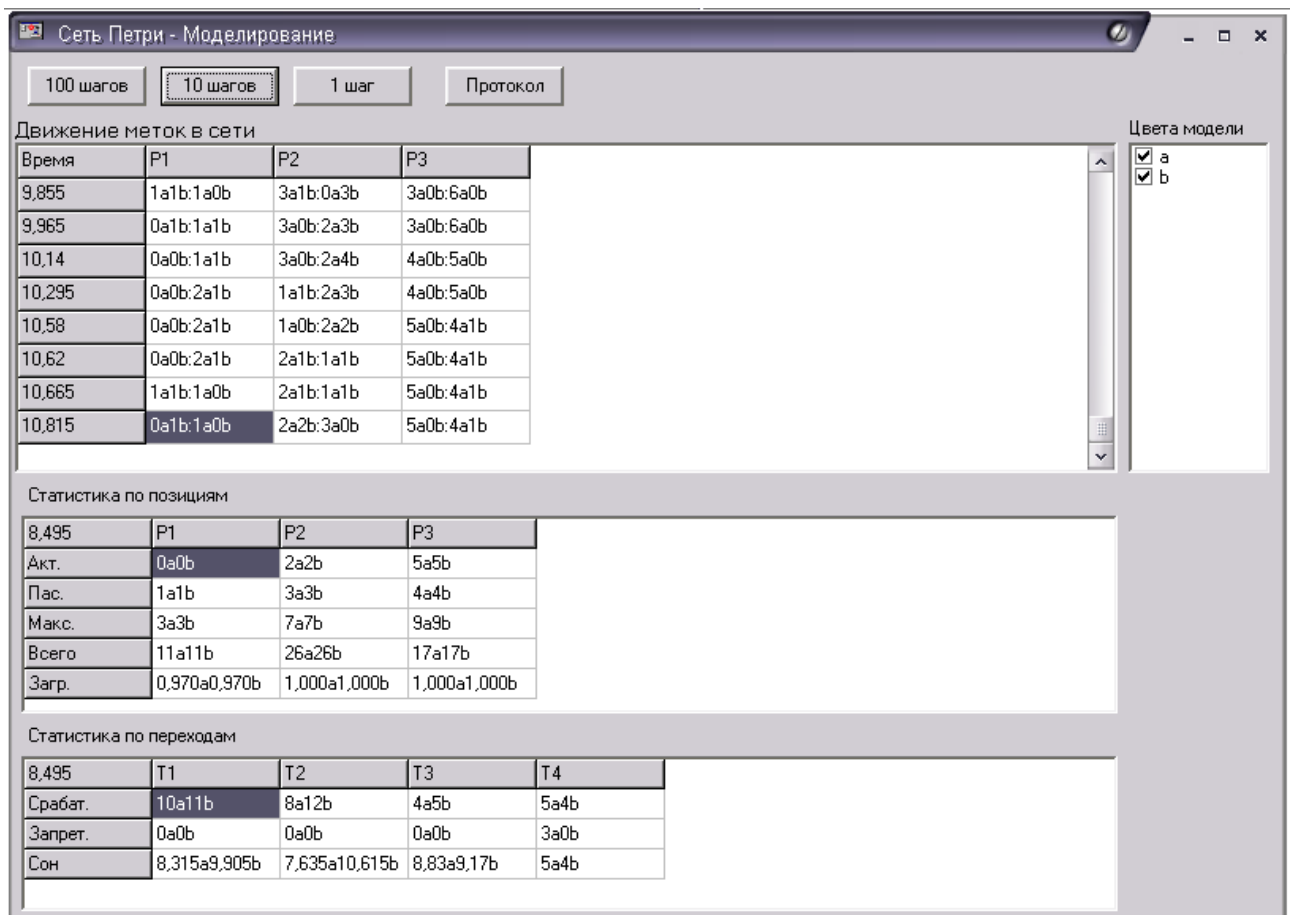 Сеть Петри - Моделирование
100 шагов 10 шагов 1 шаг Протокол
Движение меток в сети
Время P1 P2 P3
9,855 1a1b:1a0b 3a1b:0a3b 3a0b:6a0b
9,965 0a1b:1a1b 3a0b:2a3b 3a0b:6a0b
10,14 0a0b:1a1b 3a0b:2a4b 4a0b:5a0b
10,295 0a0b:2a1b 1a1b:2a3b 4a0b:5a0b
10,58 0a0b:2a1b 1a0b:2a2b 5a0b:4a1b
10,62 0a0b:2a1b 2a1b:1a1b 5a0b:4a1b
10,665 1a1b:1a0b 2a1b:1a1b 5a0b:4a1b
10,815 0a1b:1a0b 2a2b:3a0b 5a0b:4a1b
Цвета модели
a
b
Статистика по позициям
8,495 P1 P2 P3
Акт. 0a0b 2a2b 5a5b
Пас. 1a1b 3a3b 4a4b
Макс. 3a3b 7a7b 9a9b
Всего 11a11b 26a26b 17a17b
Загр. 0,970a0,970b 1,000a1,000b 1,000a1,000b
Статистика по переходам
8,495 T1 T2 T3 T4
Срабат. 10a11b 8a12b 4a5b 5a4b
Запрет. 0a0b 0a0b 0a0b 3a0b
Сон 8,315a9,905b 7,635a10,615b 8,83a9,17b 5a4b